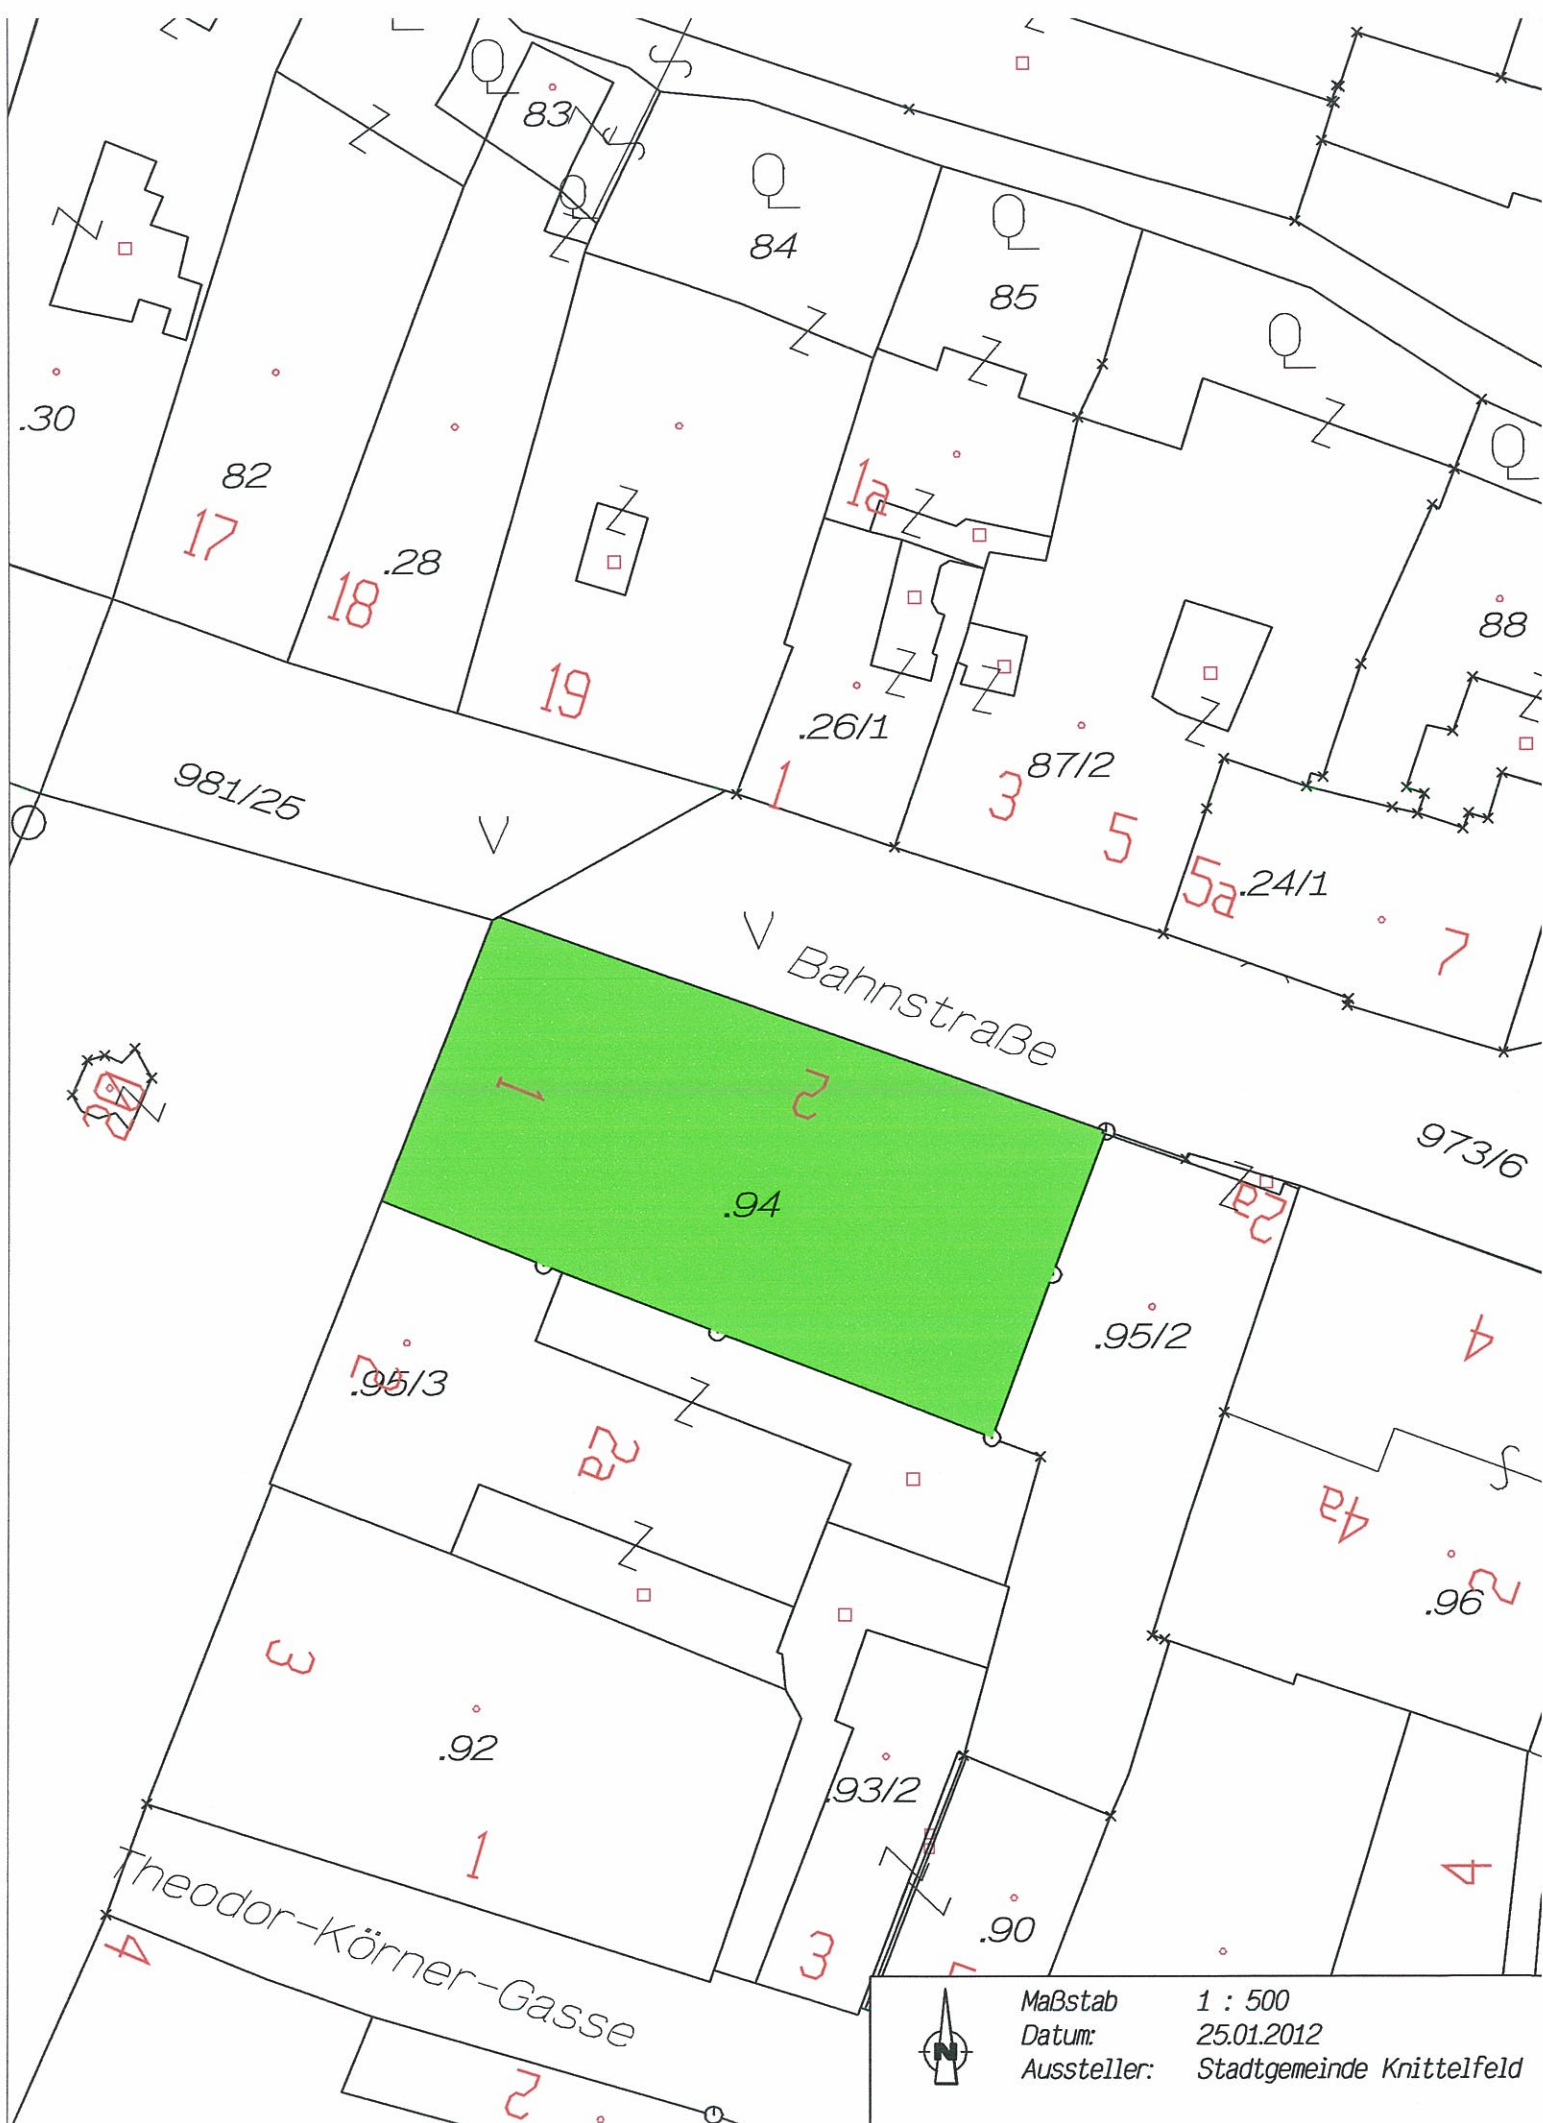 83
84
85
.30
82
17
.28
18
19
1a
88
.26/1
1
87/2
3
5
5a
.24/1
7
981/25
V
V
Bahnstraße
30
1
2
.94
973/6
2a
.95/2
4
2
.95/3
2a
4a
2
.96
3
.92
.93/2
1
.90
4
3
Theodor-Körner-Gasse
4
2
N
Maßstab 1 : 500
Datum: 25.01.2012
Aussteller: Stadtgemeinde Knittelfeld